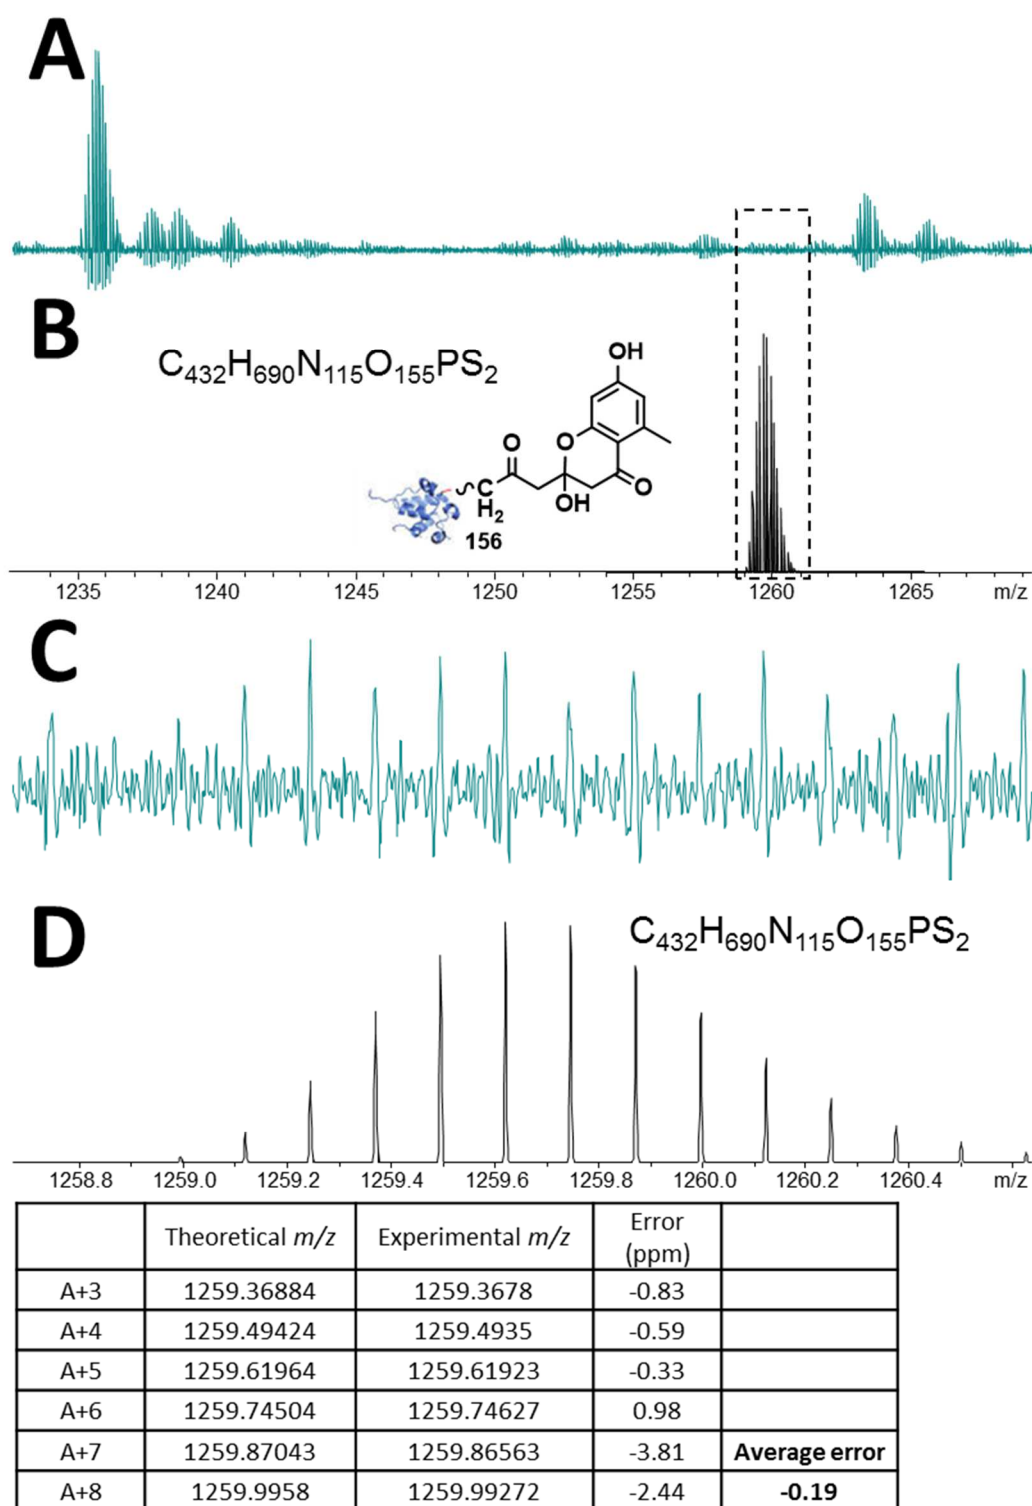 A
B
C₄₃₂H₆₉₀N₁₁₅O₁₅₅PS₂
OH
O
O
C
H₂
OH
O
156
1235 1240 1245 1250 1255 1260 1265 m/z
C
D
C₄₃₂H₆₉₀N₁₁₅O₁₅₅PS₂
1258.8 1259.0 1259.2 1259.4 1259.6 1259.8 1260.0 1260.2 1260.4 m/z
Theoretical m/z Experimental m/z Error
(ppm)
A+3 1259.36884 1259.3678 -0.83
A+4 1259.49424 1259.4935 -0.59
A+5 1259.61964 1259.61923 -0.33
A+6 1259.74504 1259.74627 0.98
A+7 1259.87043 1259.86563 -3.81 Average error
A+8 1259.9958 1259.99272 -2.44 -0.19